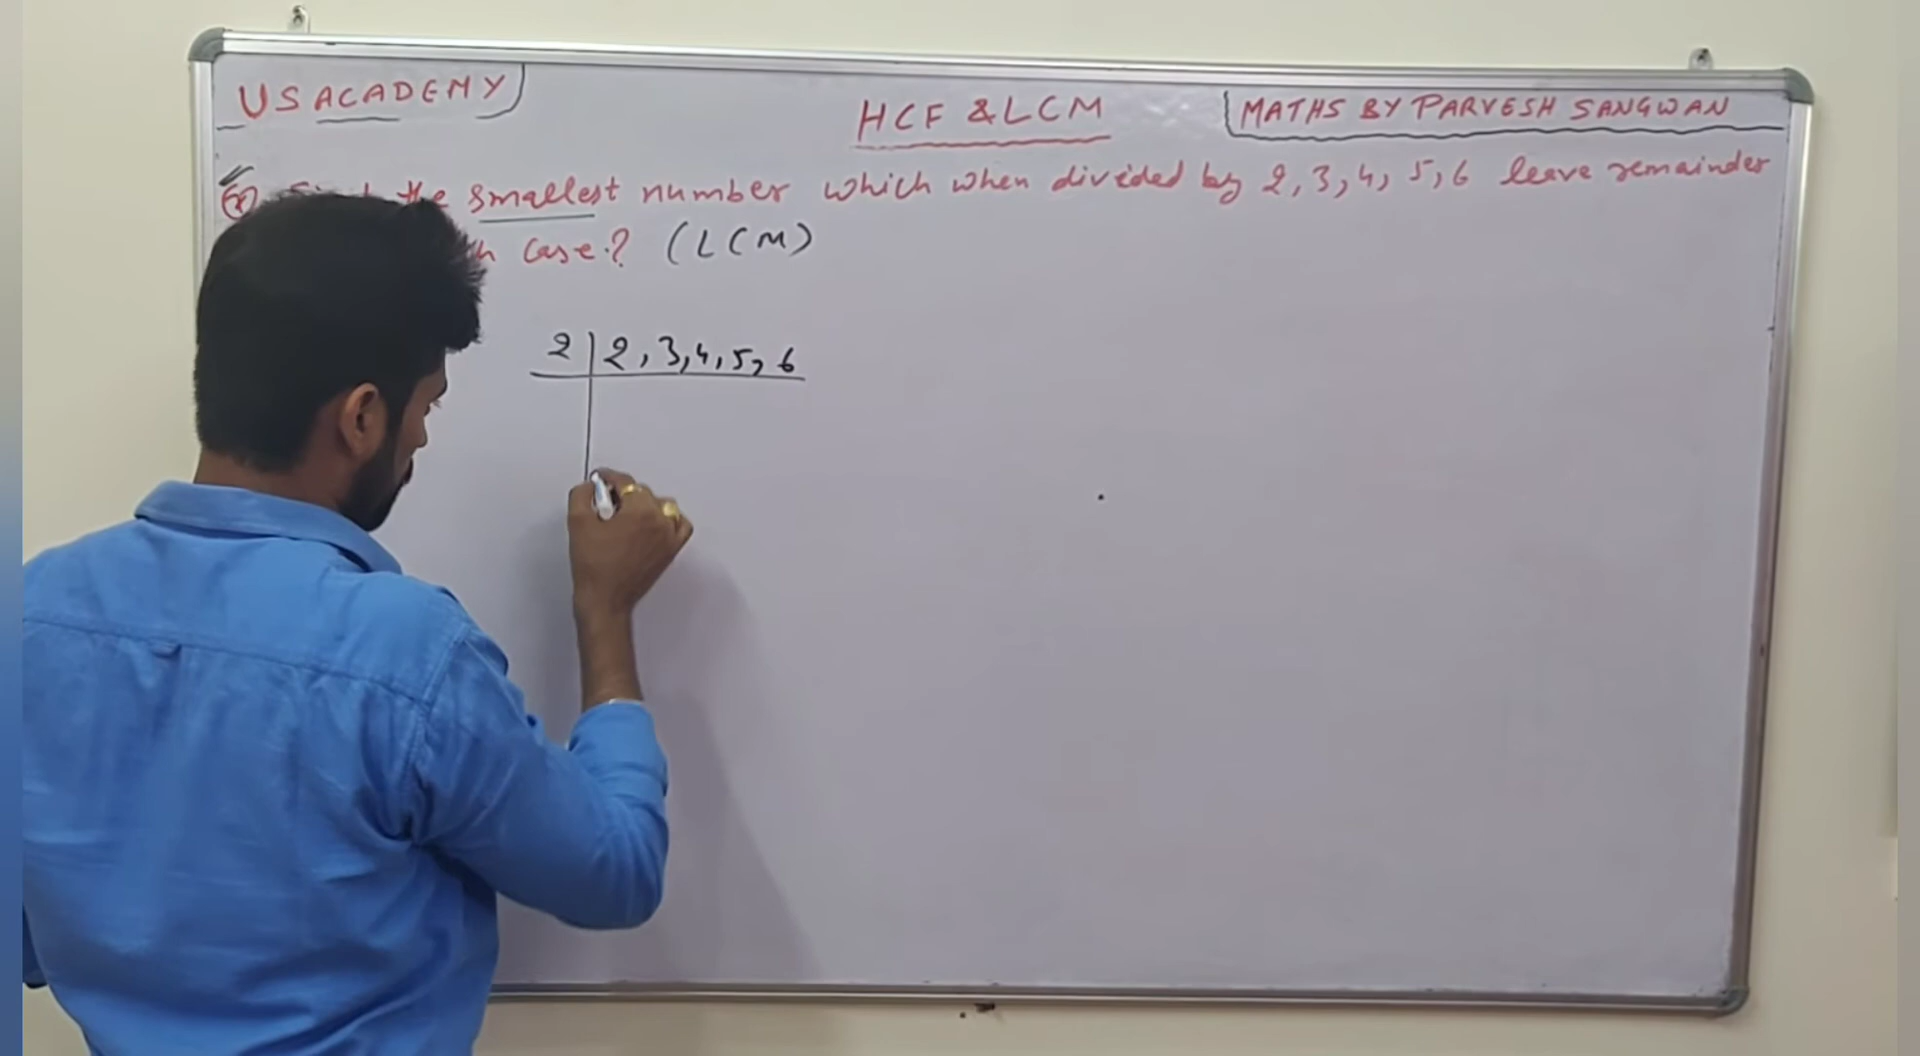 US ACADEMY
HCF & LCM
MATHS BY PARVESH SANGWAN
the smallest number which when divided by 2, 3, 4, 5, 6 leave remainder
case.? (LCM)
2 | 2, 3, 4, 5, 6